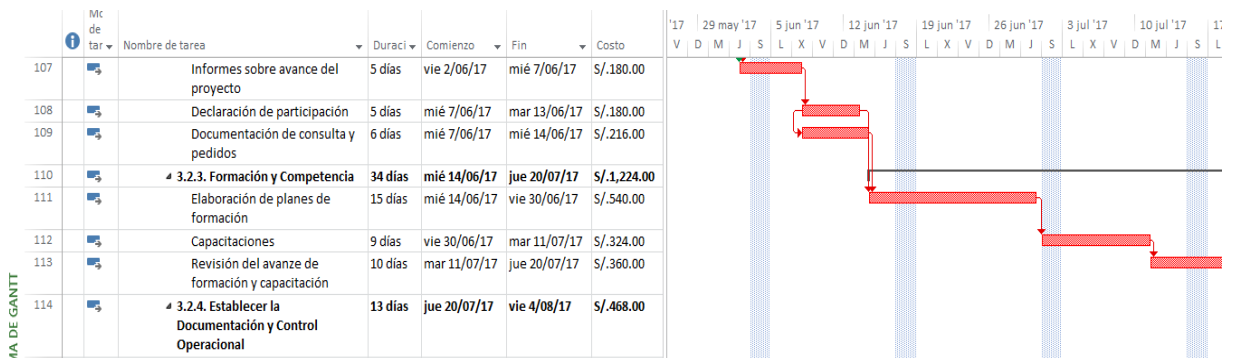 Mc
de
tar
Nombre de tarea
Duraci
Comienzo
Fin
Costo
'17 29 may '17 5 jun '17 12 jun '17 19 jun '17 26 jun '17 3 jul '17 10 jul '17 17
V D M J S L X V D M J S L X V D M J S L X V D M J S L
107 Informes sobre avance del 5 días vie 2/06/17 mié 7/06/17 S/.180.00
proyecto
108 Declaración de participación 5 días mié 7/06/17 mar 13/06/17 S/.180.00
109 Documentación de consulta y 6 días mié 7/06/17 mié 14/06/17 S/.216.00
pedidos
110 3.2.3. Formación y Competencia 34 días mié 14/06/17 jue 20/07/17 S/.1,224.00
111 Elaboración de planes de 15 días mié 14/06/17 vie 30/06/17 S/.540.00
formación
112 Capacitaciones 9 días vie 30/06/17 mar 11/07/17 S/.324.00
113 Revisión del avanze de 10 días mar 11/07/17 jue 20/07/17 S/.360.00
formación y capacitación
114 3.2.4. Establecer la 13 días jue 20/07/17 vie 4/08/17 S/.468.00
Documentación y Control
Operacional
MA DE GANTT